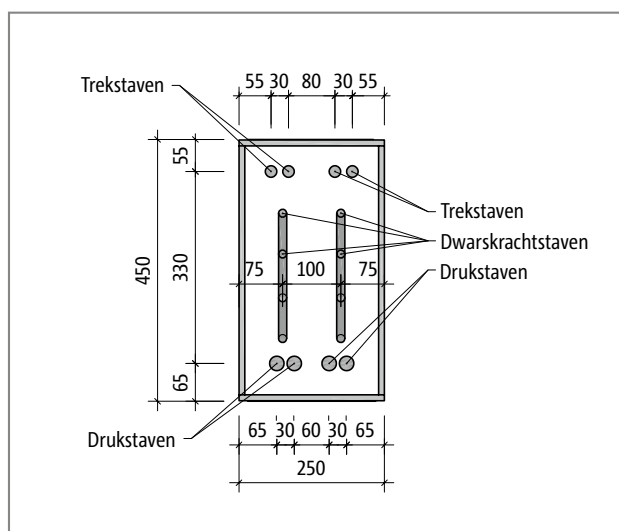 55 30 80 30 55
Trekstaven
55
Trekstaven
Dwarskrachtstaven
450
330
75 100 75
Drukstaven
65
Drukstaven
65 30 60 30 65
250